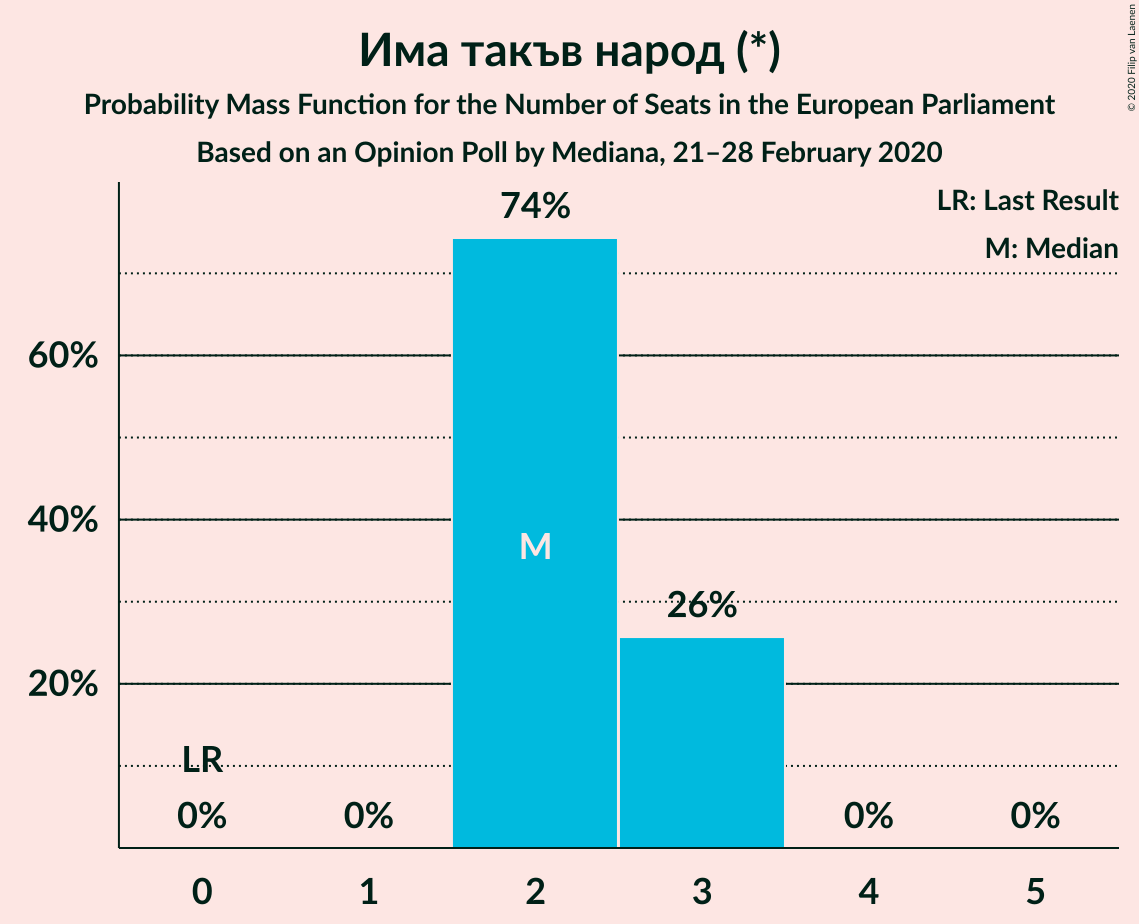 Има такъв народ (*)
Probability Mass Function for the Number of Seats in the European Parliament
Based on an Opinion Poll by Mediana, 21–28 February 2020
© 2020 Filip van Laenen
LR: Last Result
M: Median
74%
60%
40%
M
26%
20%
LR
0%
0%
0%
0%
0
1
2
3
4
5